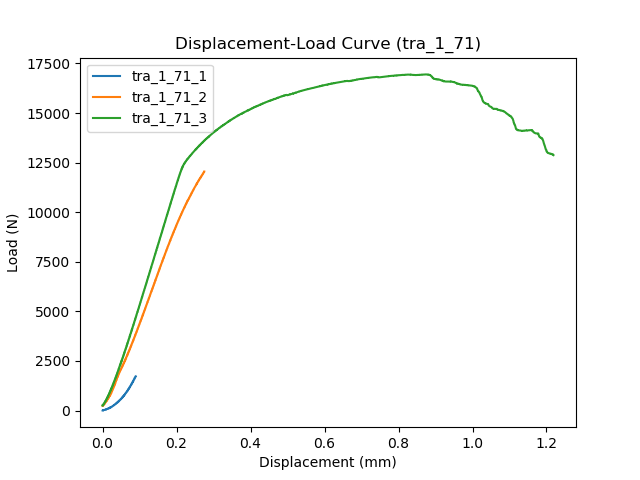 Displacement-Load Curve (tra_1_71)
17500
15000
12500
10000
7500
5000
2500
0
Load (N)
tra_1_71_1
tra_1_71_2
tra_1_71_3
0.0 0.2 0.4 0.6 0.8 1.0 1.2
Displacement (mm)